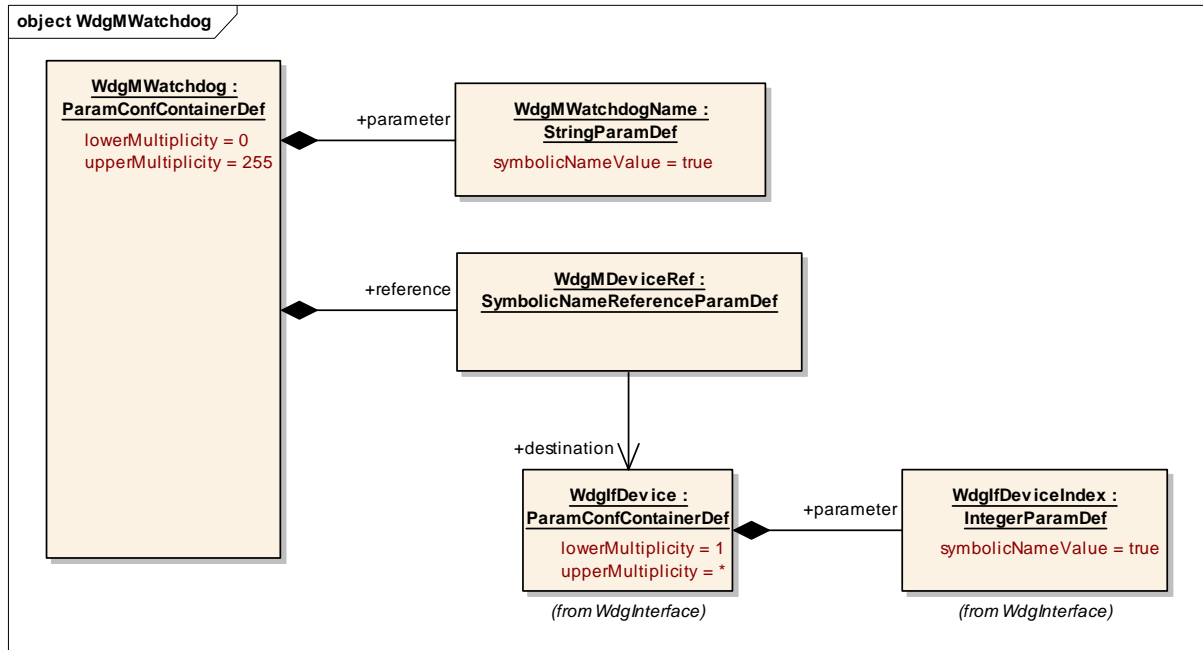 object WdgMWatchdog
WdgMWatchdog :
ParamConfContainerDef
lowerMultiplicity = 0
upperMultiplicity = 255
+parameter
WdgMWatchdogName :
StringParamDef
symbolicNameValue = true
+reference
WdgMDeviceRef :
SymbolicNameReferenceParamDef
+destination
WdgIfDevice :
ParamConfContainerDef
lowerMultiplicity = 1
upperMultiplicity = *
(from WdgInterface)
+parameter
WdgIfDeviceIndex :
IntegerParamDef
symbolicNameValue = true
(from WdgInterface)